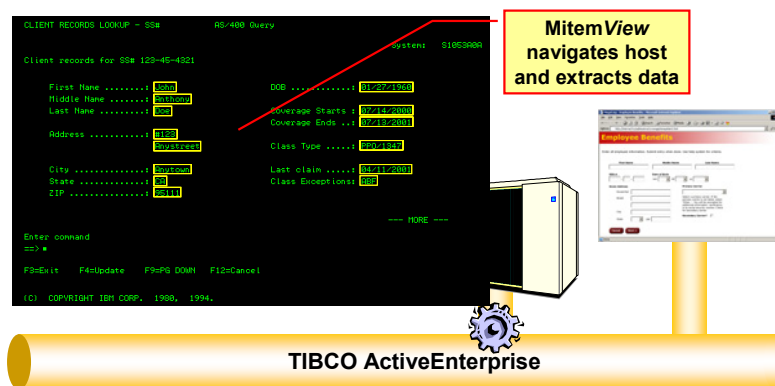 CLIENT RECORDS LOOKUP - SS# AS/400 Query
System: S1053A0A
Client records for SS# 123-45-4321
First Name ......: John DOB ...........: 01/27/1960
Middle Name ......: Anthony
Last Name ......: Doe Coverage Starts : 07/14/2000
Coverage Ends ..: 07/13/2001
Address ...........: #123
Anystreet Class Type .....: PPO/1347
City .............: Anytown Last claim .....: 04/11/2001
State ............: CA Class Exceptions:
ZIP ..............: 95111
--- MORE ---
Enter command
==>
F3=Exit F4=Update F9=PG DOWN F12=Cancel
(C) COPYRIGHT IBM CORP. 1980, 1994.
MitemView
navigates host
and extracts data
Employee Benefits
TIBCO ActiveEnterprise